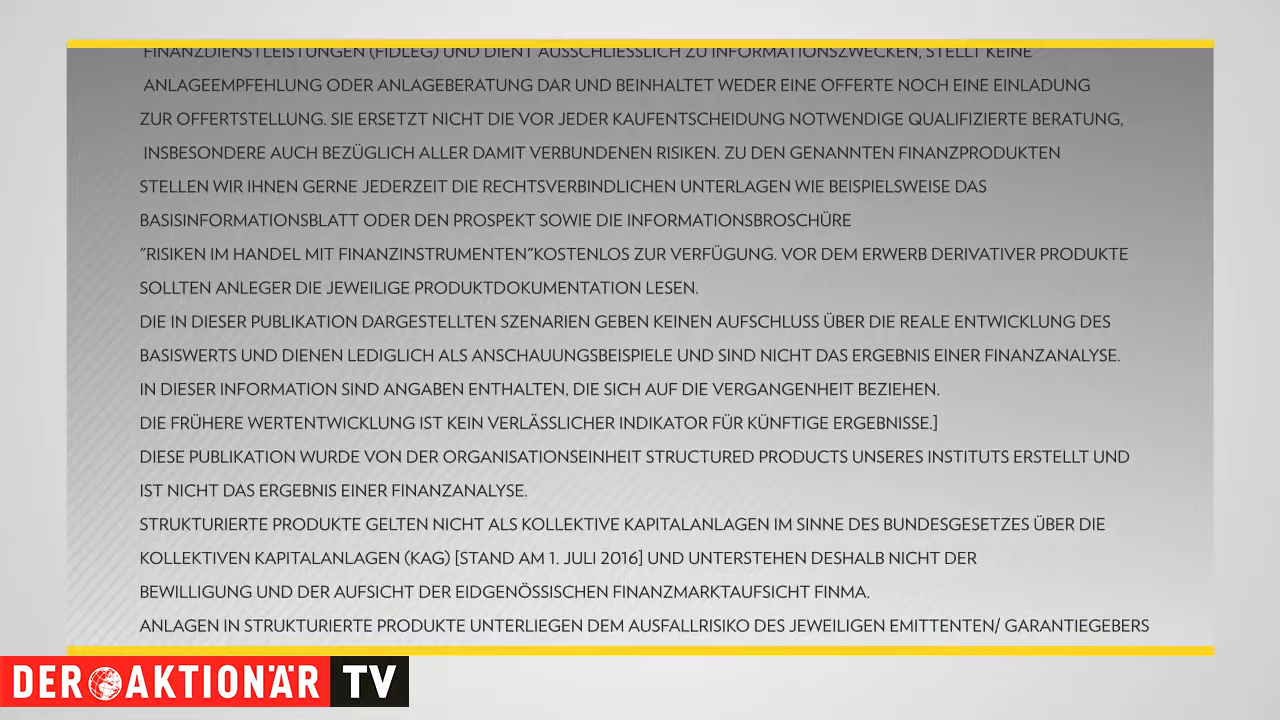 FINANZDIENSTLEISTUNGEN (FIDLEG) UND DIENT AUSSCHLIESSLICH ZU INFORMATIONSZWECKEN, STELLT KEINE
ANLAGEEMPFEHLUNG ODER ANLAGEBERATUNG DAR UND BEINHALTET WEDER EINE OFFERTE NOCH EINE EINLADUNG
ZUR OFFERTSTELLUNG. SIE ERSETZT NICHT DIE VOR JEDER KAUFENTSCHEIDUNG NOTWENDIGE QUALIFIZIERTE BERATUNG,
INSBESONDERE AUCH BEZÜGLICH ALLER DAMIT VERBUNDENEN RISIKEN. ZU DEN GENANNTEN FINANZPRODUKTEN
STELLEN WIR IHNEN GERNE JEDERZEIT DIE RECHTSVERBINDLICHEN UNTERLAGEN WIE BEISPIELSWEISE DAS
BASISINFORMATIONSBLATT ODER DEN PROSPEKT SOWIE DIE INFORMATIONSBROSCHÜRE
"RISIKEN IM HANDEL MIT FINANZINSTRUMENTEN"KOSTENLOS ZUR VERFÜGUNG. VOR DEM ERWERB DERIVATIVER PRODUKTE
SOLLTEN ANLEGER DIE JEWEILIGE PRODUKTDOKUMENTATION LESEN.
DIE IN DIESER PUBLIKATION DARGESTELLTEN SZENARIEN GEBEN KEINEN AUFSCHLUSS ÜBER DIE REALE ENTWICKLUNG DES
BASISWERTS UND DIENEN LEDIGLICH ALS ANSCHAUUNGSBEISPIELE UND SIND NICHT DAS ERGEBNIS EINER FINANZANALYSE.
IN DIESER INFORMATION SIND ANGABEN ENTHALTEN, DIE SICH AUF DIE VERGANGENHEIT BEZIEHEN.
DIE FRÜHERE WERTENTWICKLUNG IST KEIN VERLÄSSLICHER INDIKATOR FÜR KÜNFTIGE ERGEBNISSE.]
DIESE PUBLIKATION WURDE VON DER ORGANISATIONSEINHEIT STRUCTURED PRODUCTS UNSERES INSTITUTS ERSTELLT UND
IST NICHT DAS ERGEBNIS EINER FINANZANALYSE.
STRUKTURIERTE PRODUKTE GELTEN NICHT ALS KOLLEKTIVE KAPITALANLAGEN IM SINNE DES BUNDESGESETZES ÜBER DIE
KOLLEKTIVEN KAPITALANLAGEN (KAG) [STAND AM 1. JULI 2016] UND UNTERSTEHEN DESHALB NICHT DER
BEWILLIGUNG UND DER AUFSICHT DER EIDGENÖSSISCHEN FINANZMARKTAUFSICHT FINMA.
ANLAGEN IN STRUKTURIERTE PRODUKTE UNTERLIEGEN DEM AUSFALLRISIKO DES JEWEILIGEN EMITTENTEN/ GARANTIEGEBERS
DER AKTIONÄR TV